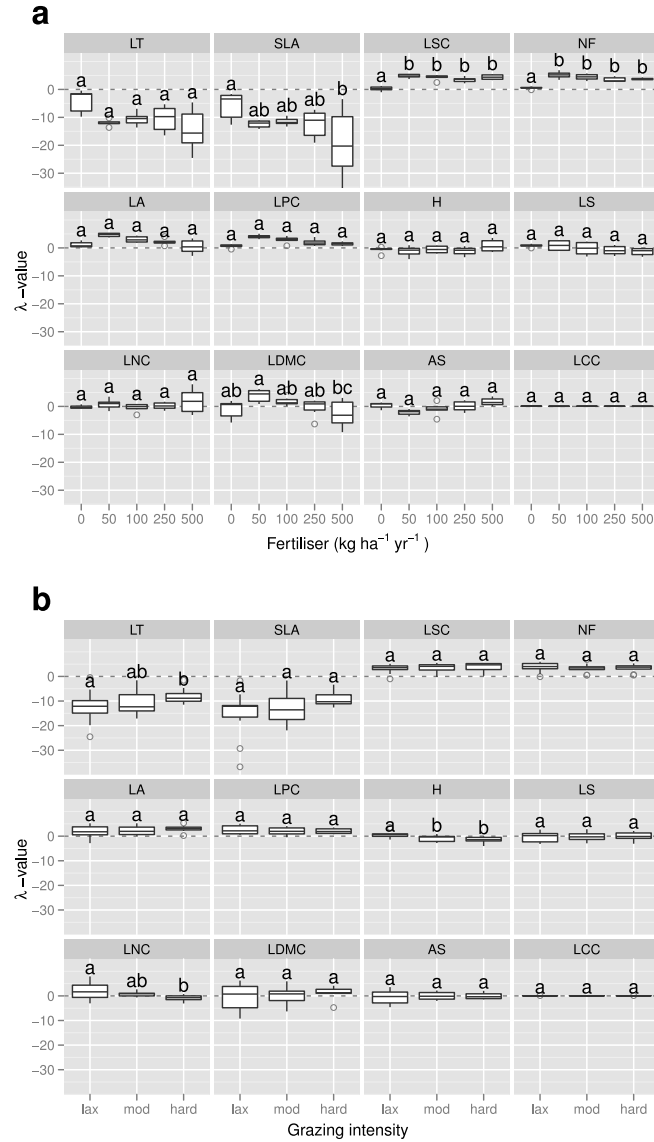 a
LT SLA LSC NF
a a a a a
a ab ab ab b
a b b b b
a b b b b
0
−10
−20
−30
LA LPC H LS
a a a a a
a a a a a
a a a a a
a a a a a
0
−10
−20
−30
LNC LDMC AS LCC
a a a a a
ab a ab ab bc
a a a a a
a a a a a
0
−10
−20
−30
λ −value
0 50 100 250 500 0 50 100 250 500 0 50 100 250 500 0 50 100 250 500
Fertiliser (kg ha⁻¹ yr⁻¹ )
b
LT SLA LSC NF
a ab b
a a a
a a a
a a a
0
−10
−20
−30
LA LPC H LS
a a a
a a a
a b b
a a a
0
−10
−20
−30
LNC LDMC AS LCC
a ab b
a a a
a a a
a a a
0
−10
−20
−30
λ −value
lax mod hard lax mod hard lax mod hard lax mod hard
Grazing intensity